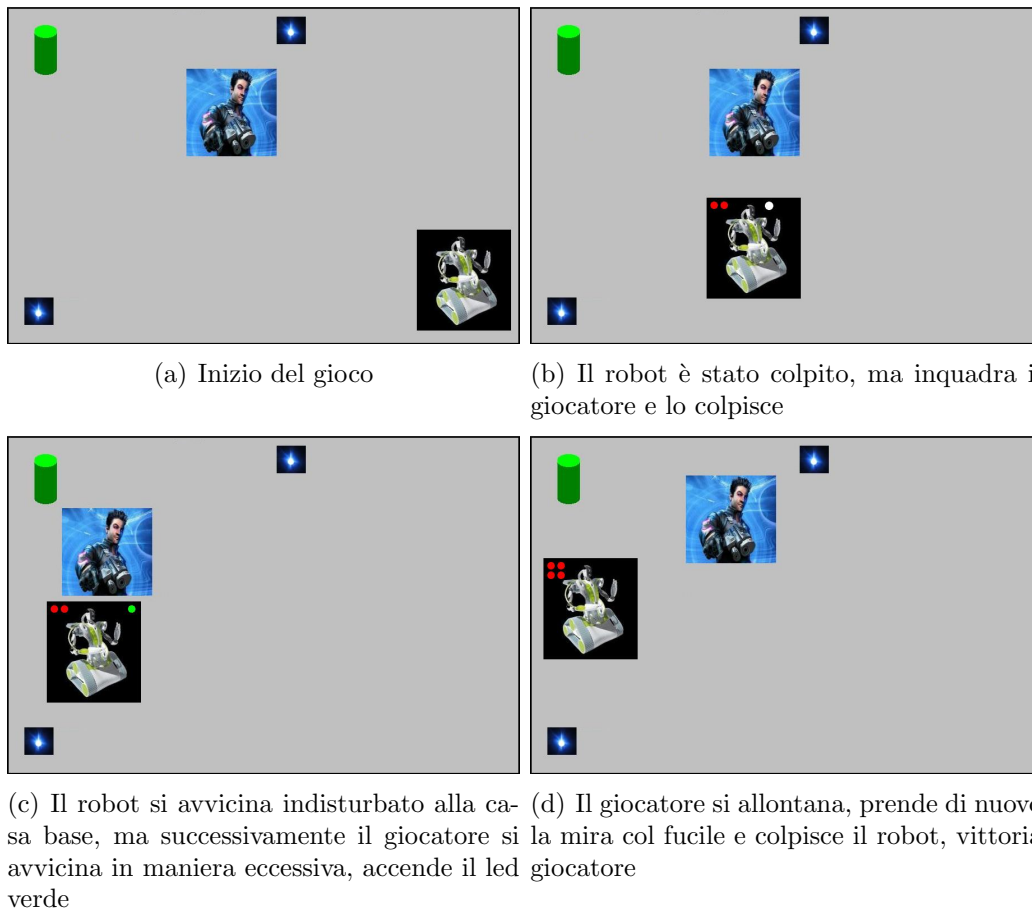 (a) Inizio del gioco
(b) Il robot è stato colpito, ma inquadra i
giocatore e lo colpisce
(c) Il robot si avvicina indisturbato alla ca-
sa base, ma successivamente il giocatore si
avvicina in maniera eccessiva, accende il led
verde
(d) Il giocatore si allontana, prende di nuovo
la mira col fucile e colpisce il robot, vittoria
giocatore